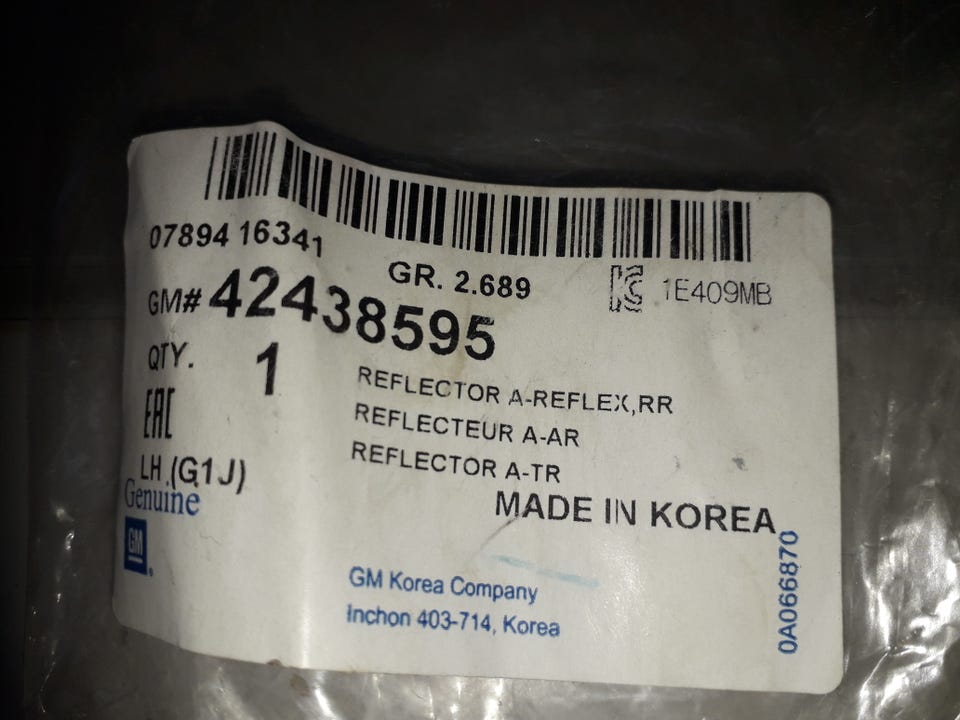 07894 16341
GR. 2.689
1E409MB
GM# 42438595
QTY. 1
REFLECTOR A-REFLEX,RR
REFLECTEUR A-AR
REFLECTOR A-TR
EAC
LH (G1J)
Genuine
GM
MADE IN KOREA
GM Korea Company
Inchon 403-714, Korea
0A066870